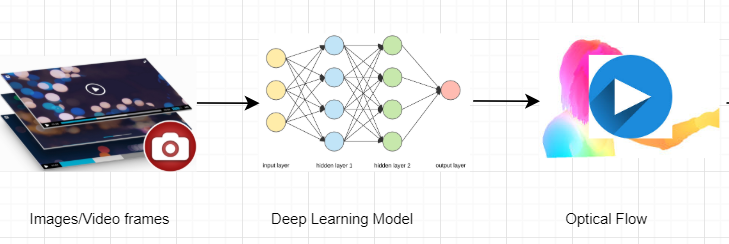 input layer
hidden layer 1
hidden layer 2
output layer
Images/Video frames
Deep Learning Model
Optical Flow